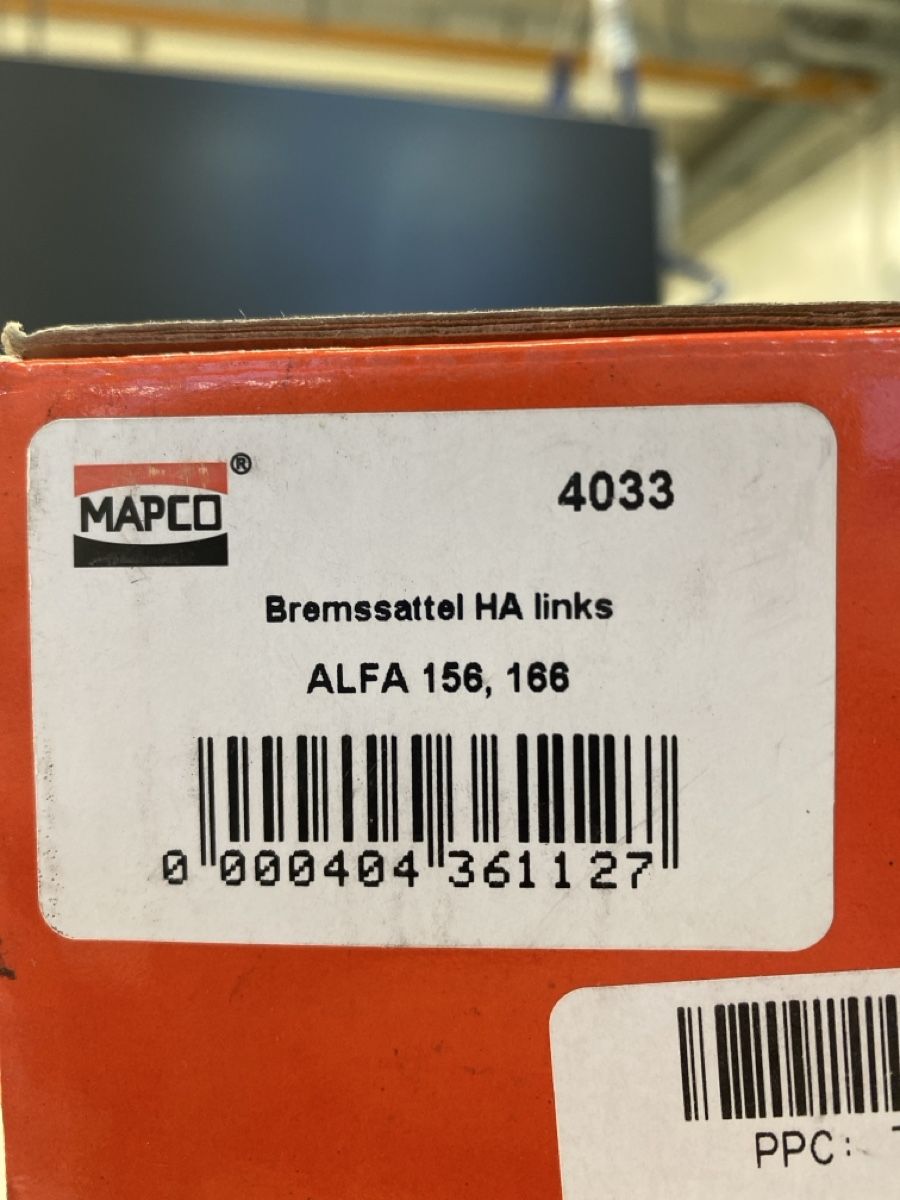 MAPCO®
4033
Bremssattel HA links
ALFA 156, 166
0 000404 361127
PPC: